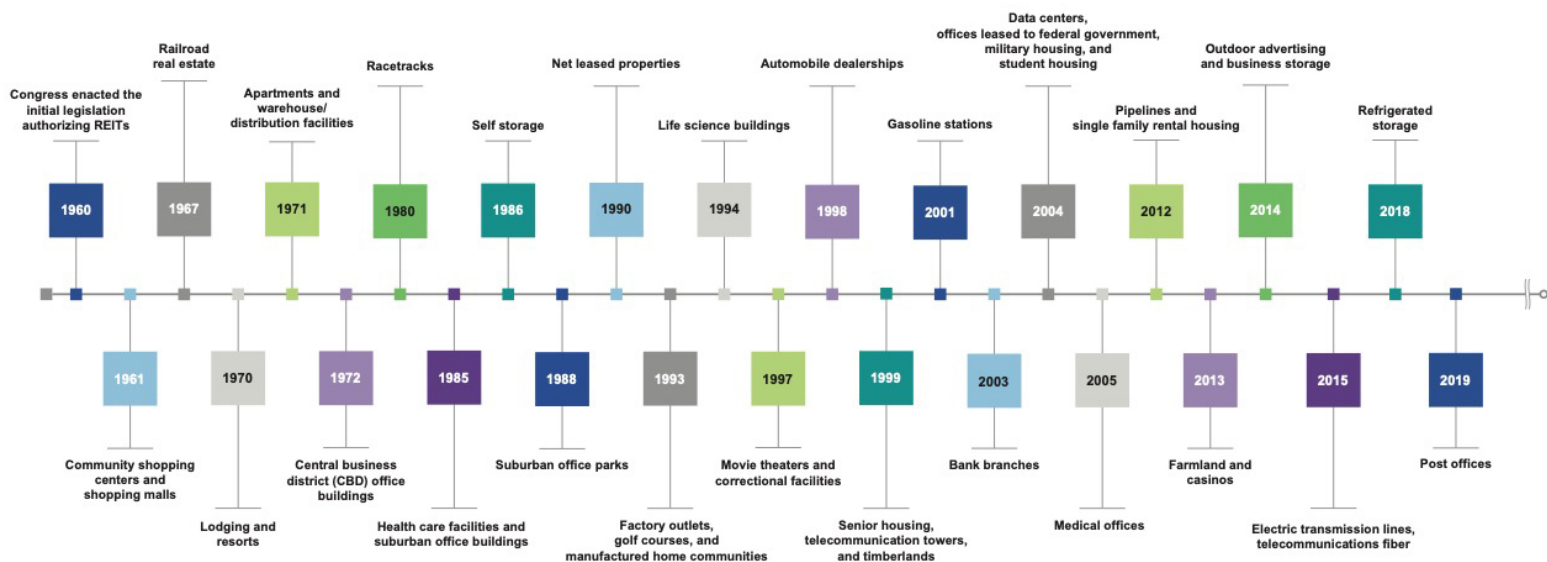 Congress enacted the
initial legislation
authorizing REITs
1960
Community shopping
centers and
shopping malls
1961
Railroad
real estate
1967
Lodging and
resorts
1970
Apartments and
warehouse/
distribution facilities
1971
Central business
district (CBD) office
buildings
1972
Racetracks
1980
Health care facilities and
suburban office buildings
1985
Self storage
1986
Suburban office parks
1988
Net leased properties
1990
Factory outlets,
golf courses, and
manufactured home communities
1993
Life science buildings
1994
Movie theaters and
correctional facilities
1997
Automobile dealerships
1998
Senior housing,
telecommunication towers,
and timberlands
1999
Gasoline stations
2001
Bank branches
2003
Data centers,
offices leased to federal government,
military housing, and
student housing
2004
Medical offices
2005
Pipelines and
single family rental housing
2012
Farmland and
casinos
2013
Outdoor advertising
and business storage
2014
Electric transmission lines,
telecommunications fiber
2015
Refrigerated
storage
2018
Post offices
2019